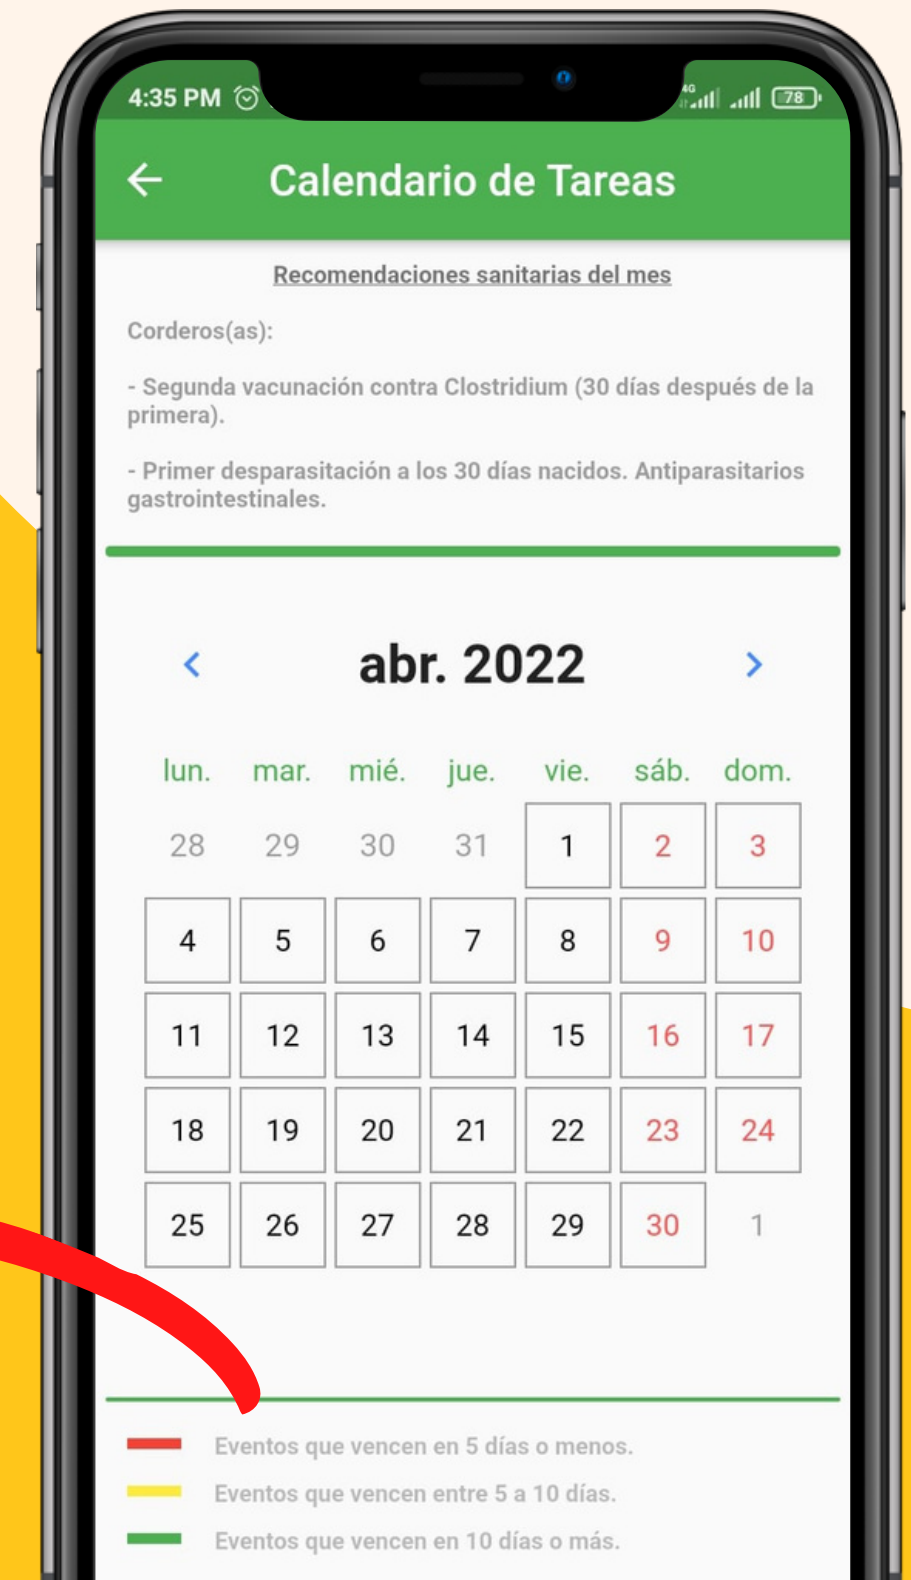 4:35 PM
4G
78
Calendario de Tareas
Recomendaciones sanitarias del mes
Corderos(as):
- Segunda vacunación contra Clostridium (30 días después de la
primera).
- Primer desparasitación a los 30 días nacidos. Antiparasitarios
gastrointestinales.
abr. 2022
lun. mar. mié. jue. vie. sáb. dom.
28 29 30 31 1 2 3
4 5 6 7 8 9 10
11 12 13 14 15 16 17
18 19 20 21 22 23 24
25 26 27 28 29 30 1
Eventos que vencen en 5 días o menos.
Eventos que vencen entre 5 a 10 días.
Eventos que vencen en 10 días o más.